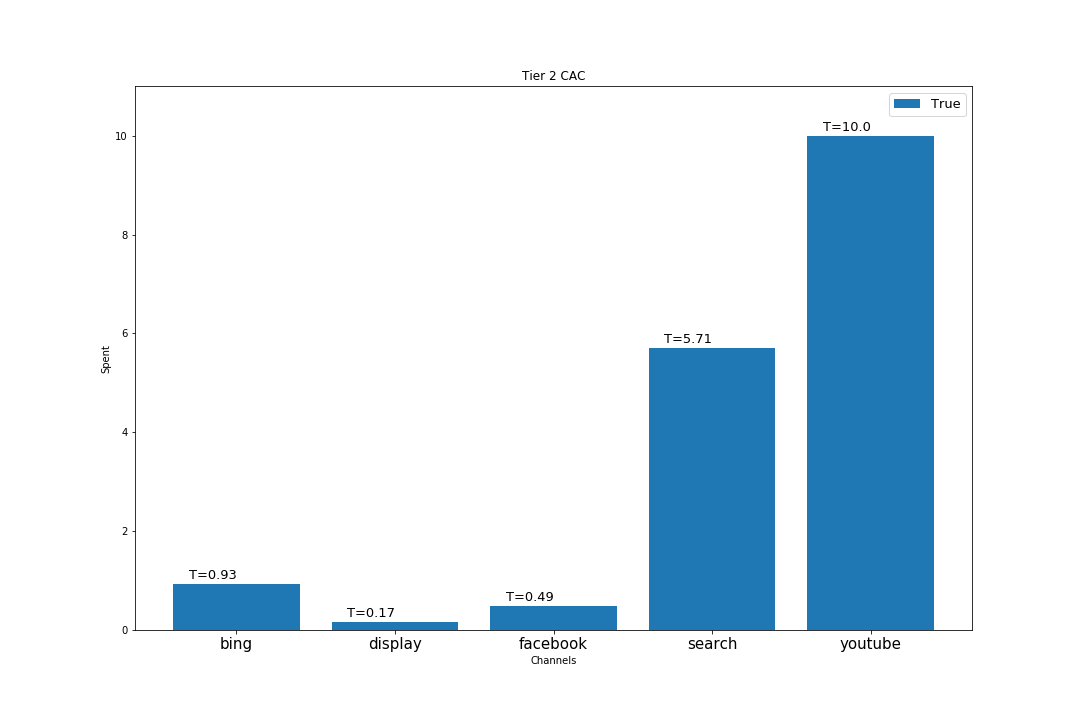 Tier 2 CAC
True
T=10.0
10
8
6
T=5.71
Spent
4
2
T=0.93
T=0.49
T=0.17
0
bing display facebook search youtube
Channels